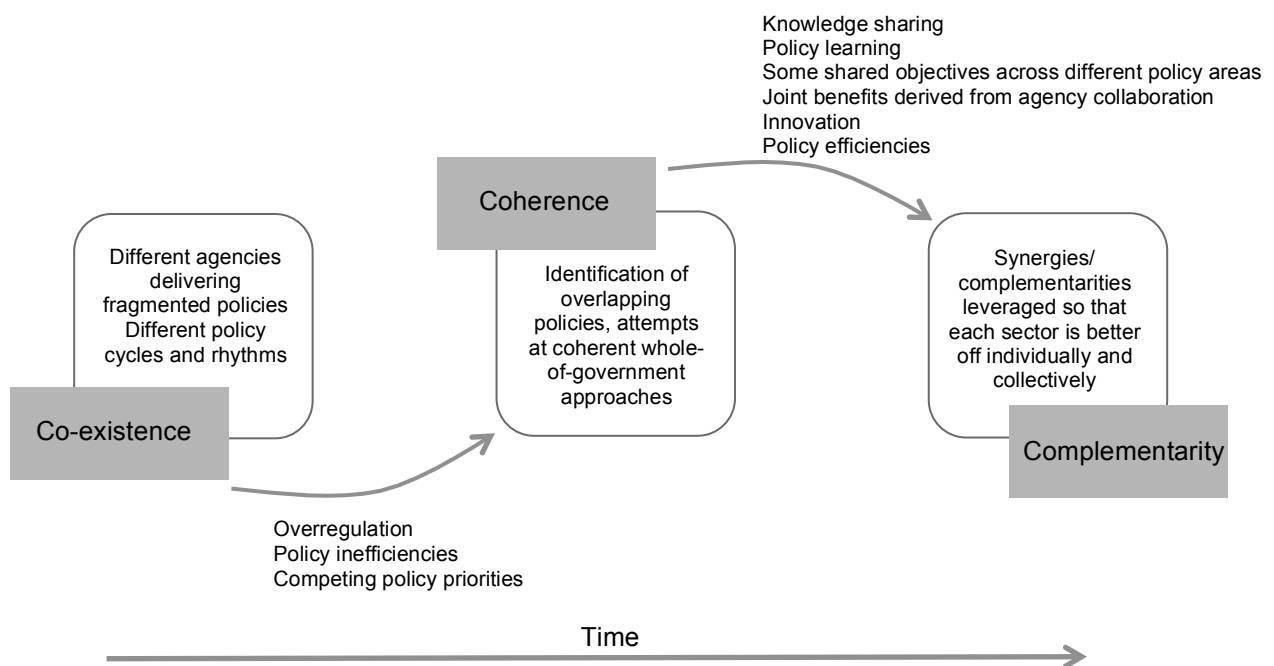 Knowledge sharing
Policy learning
Some shared objectives across different policy areas
Joint benefits derived from agency collaboration
Innovation
Policy efficiencies
Coherence
Different agencies
delivering
fragmented policies
Different policy
cycles and rhythms
Identification of
overlapping
policies, attempts
at coherent whole-
of-government
approaches
Synergies/
complementarities
leveraged so that
each sector is better
off individually and
collectively
Co-existence
Complementarity
Overregulation
Policy inefficiencies
Competing policy priorities
Time